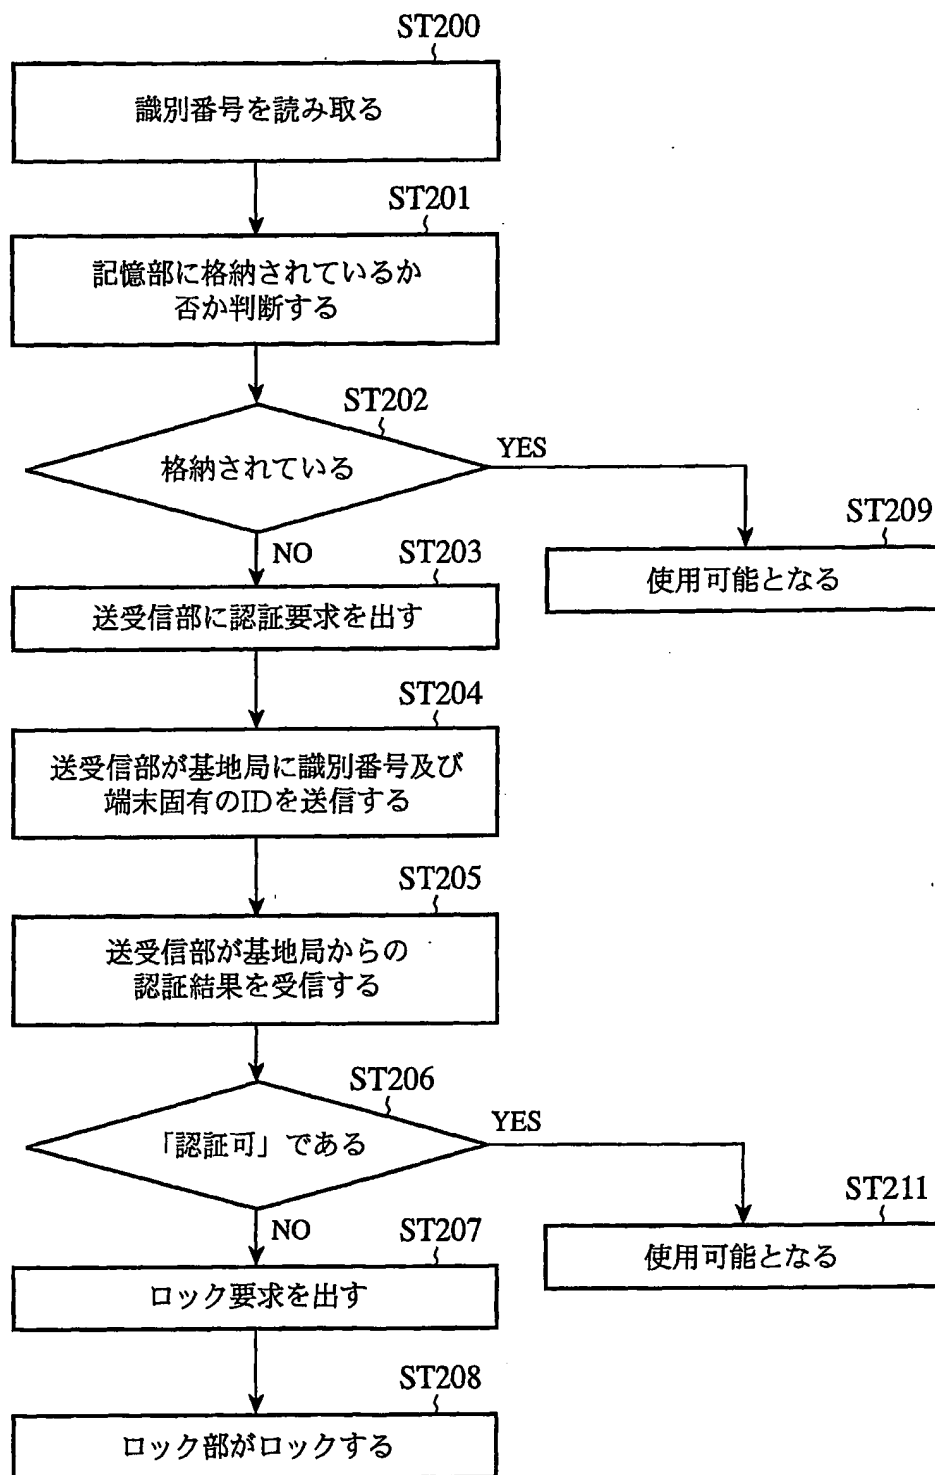 ST200
識別番号を読み取る
ST201
記憶部に格納されているか
否か判断する
ST202
格納されている
YES
NO
ST209
使用可能となる
ST203
送受信部に認証要求を出す
ST204
送受信部が基地局に識別番号及び
端末固有のIDを送信する
ST205
送受信部が基地局からの
認証結果を受信する
ST206
「認証可」である
YES
NO
ST211
使用可能となる
ST207
ロック要求を出す
ST208
ロック部がロックする